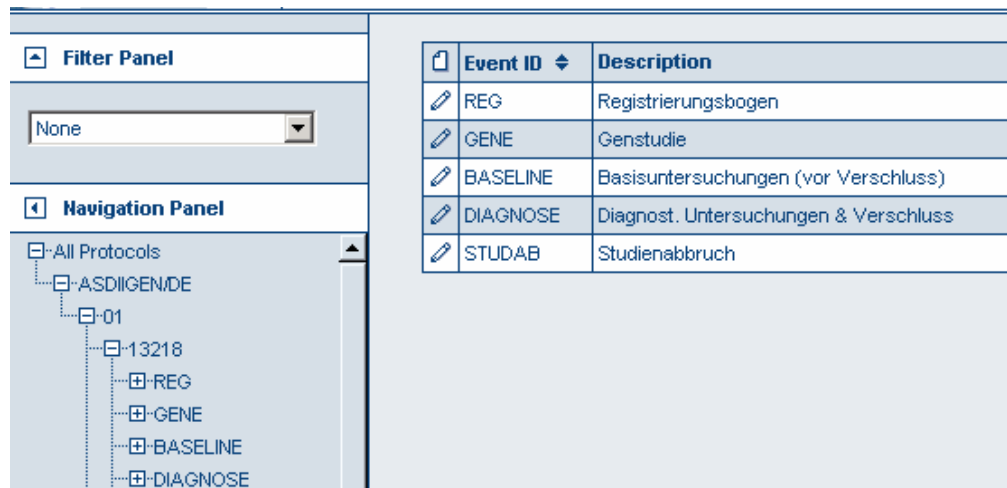 Filter Panel
None
Navigation Panel
All Protocols
ASDIIGEN/DE
01
13218
REG
GENE
BASELINE
DIAGNOSE
Event ID Description
REG Registrierungsbogen
GENE Genstudie
BASELINE Basisuntersuchungen (vor Verschluss)
DIAGNOSE Diagnost. Untersuchungen & Verschluss
STUDAB Studienabbruch